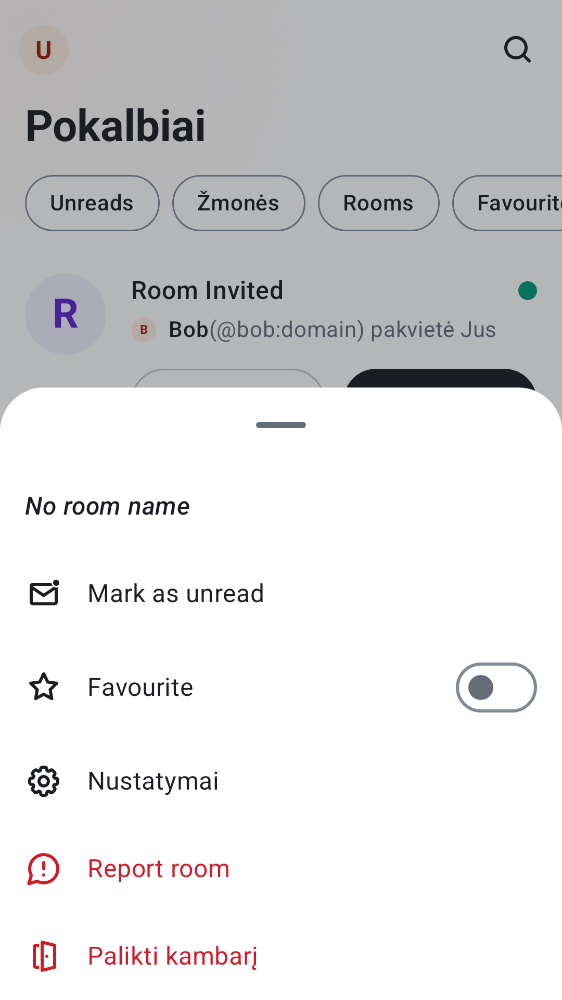 U
Pokalbiai
Unreads Žmonės Rooms Favourit
R
Room Invited
B Bob(@bob:domain) pakvietė Jus
No room name
Mark as unread
Favourite
Nustatymai
Report room
Palikti kambarį